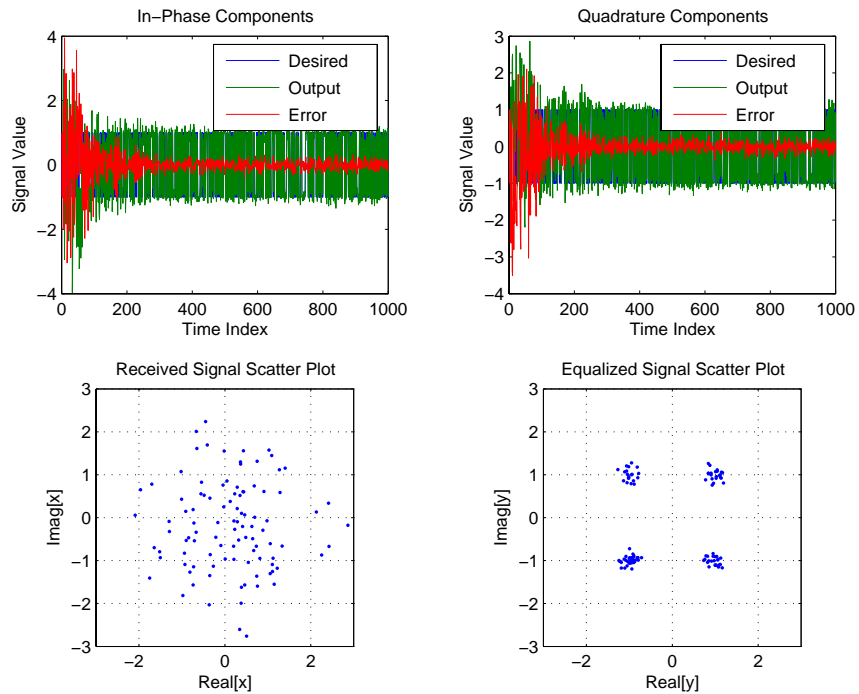 In-Phase Components
4
2
0
-2
-4
Signal Value
Desired
Output
Error
0 200 400 600 800 1000
Time Index
Quadrature Components
3
2
1
0
-1
-2
-3
-4
Signal Value
Desired
Output
Error
0 200 400 600 800 1000
Time Index
Received Signal Scatter Plot
3
2
1
0
-1
-2
-3
Imag[x]
-2 0 2
Real[x]
Equalized Signal Scatter Plot
3
2
1
0
-1
-2
-3
Imag[y]
-2 0 2
Real[y]